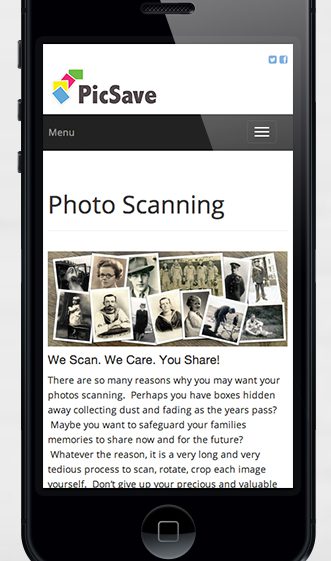 PicSave
Menu
Photo Scanning
We Scan. We Care. You Share!
There are so many reasons why you may want your
photos scanning.  Perhaps you have boxes hidden
away collecting dust and fading as the years pass?
Maybe you want to safeguard your families
memories to share now and for the future?
Whatever the reason, it is a very long and very
tedious process to scan, rotate, crop each image
yourself.  Don't give up your precious and valuable